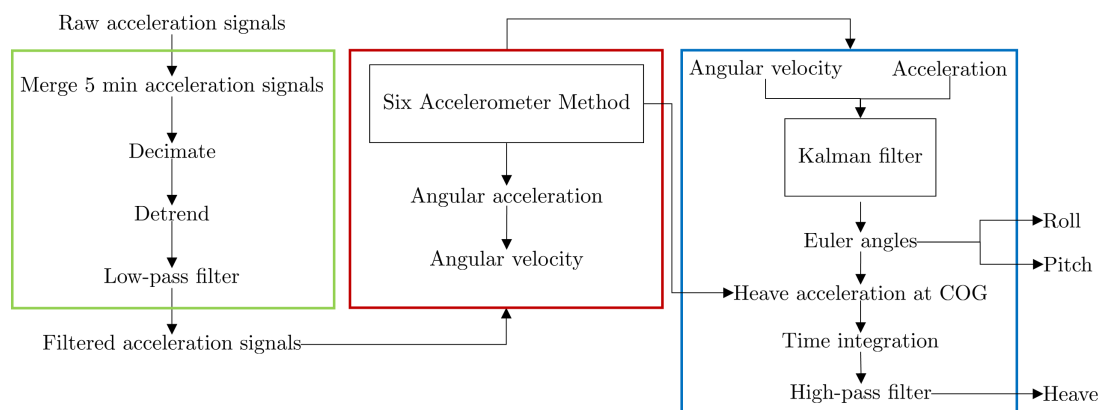 Raw acceleration signals
Merge 5 min acceleration signals
Decimate
Detrend
Low-pass filter
Filtered acceleration signals
Six Accelerometer Method
Angular acceleration
Angular velocity
Angular velocity
Acceleration
Kalman filter
Euler angles
Roll
Pitch
Heave acceleration at COG
Time integration
High-pass filter
Heave